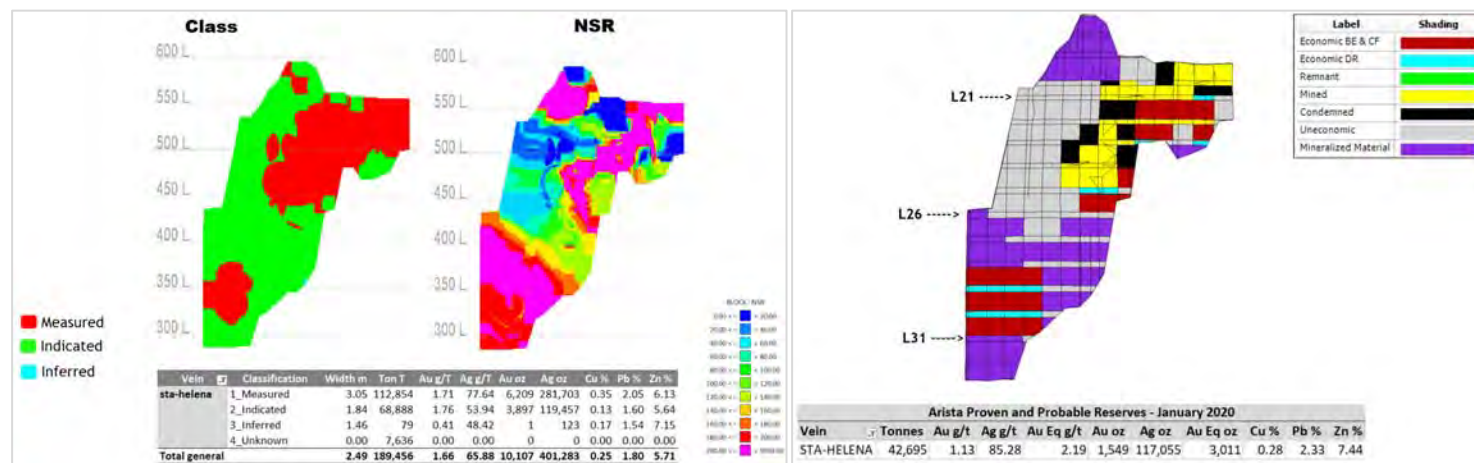 Class
NSR
600 L
550 L
500 L
450 L
400 L
350 L
300 L
600 L
550 L
500 L
450 L
400 L
350 L
300 L
Measured
Indicated
Inferred
BLOCK: NSR
Vein Classification Width m Ton T Au g/T Ag g/T Au oz Ag oz Cu % Pb % Zn %
sta-helena 1_Measured 3.05 112,854 1.71 77.64 6,209 281,703 0.35 2.05 6.13
2_Indicated 1.84 68,888 1.76 53.94 3,897 119,457 0.13 1.60 5.64
3_Inferred 1.46 79 0.41 48.42 1 123 0.17 1.54 7.15
4_Unknown 0.00 7,636 0.00 0.00 0 0 0.00 0.00 0.00
Total general 2.49 189,456 1.66 65.88 10,107 401,283 0.25 1.80 5.71
L21 ---->
L26 ----->
L31 ---->
Label Shading
Economic BE & CF
Economic DR
Remnant
Mined
Condemned
Uneconomic
Mineralized Material
Arista Proven and Probable Reserves - January 2020
Vein Tonnes Au g/t Ag g/t Au Eq g/t Au oz Ag oz Au Eq oz Cu % Pb % Zn %
STA-HELENA 42,695 1.13 85.28 2.19 1,549 117,055 3,011 0.28 2.33 7.44